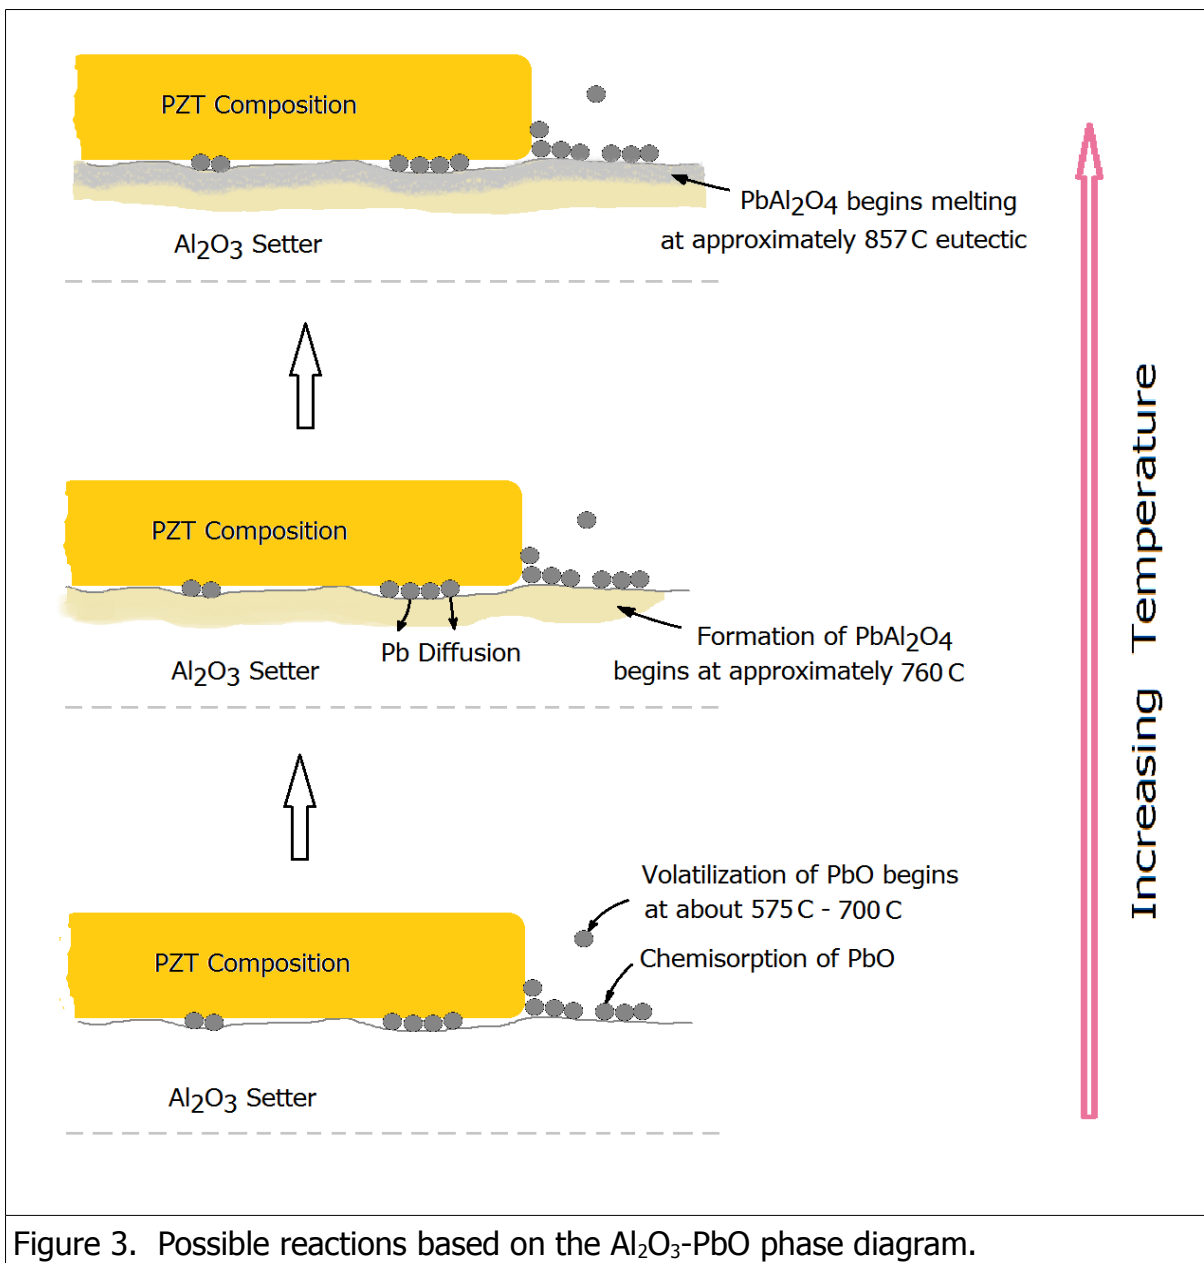 PZT Composition
PbAl₂O₄ begins melting
at approximately 857 C eutectic
Al₂O₃ Setter
PZT Composition
Pb Diffusion
Formation of PbAl₂O₄
begins at approximately 760 C
Al₂O₃ Setter
Volatilization of PbO begins
at about 575 C - 700 C
PZT Composition
Chemisorption of PbO
Al₂O₃ Setter
Increasing Temperature
Figure 3. Possible reactions based on the Al₂O₃-PbO phase diagram.